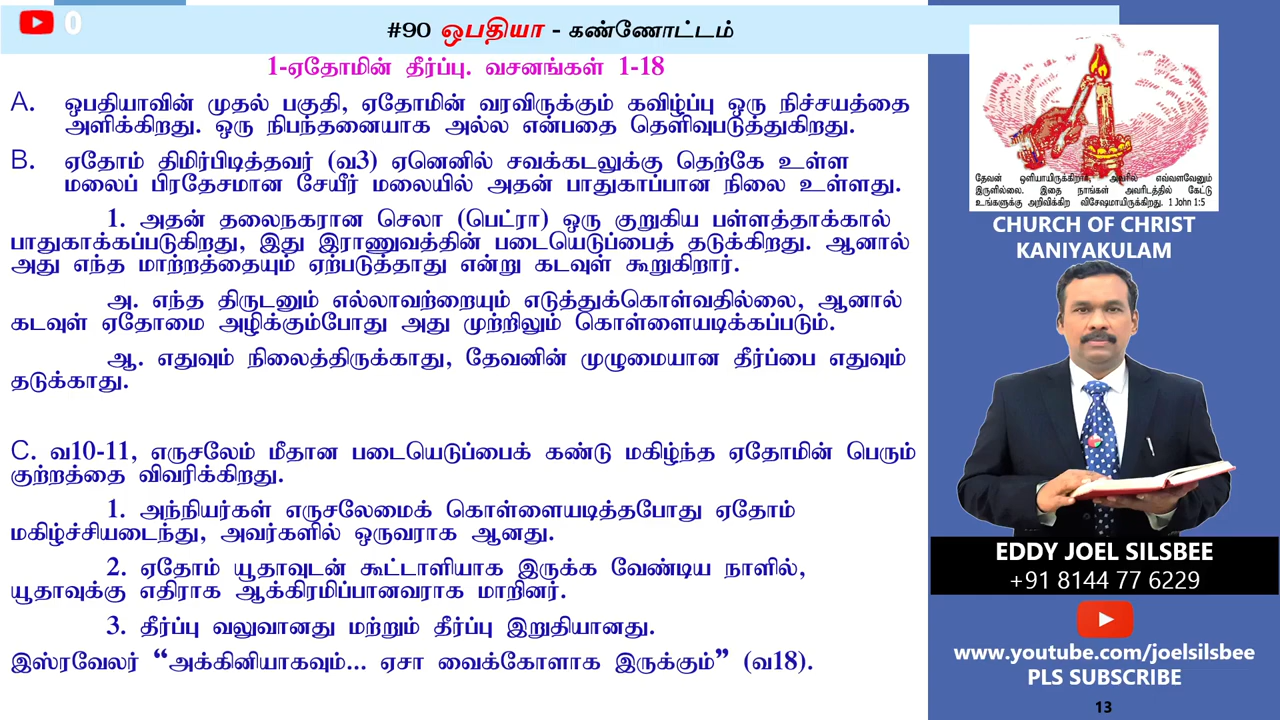 0
#90 ஒபதியா - கண்ணோட்டம்
1-ஏதோமின் தீர்ப்பு. வசனங்கள் 1-18
A. ஒபதியாவின் முதல் பகுதி, ஏதோமின் வரவிருக்கும் கவிழ்ப்பு ஒரு நிச்சயத்தை
அளிக்கிறது. ஒரு நிபந்தனையாக அல்ல என்பதை தெளிவுபடுத்துகிறது.
B. ஏதோம் திமிர்பிடித்தவர் (வ3) ஏனெனில் சவக்கடலுக்கு தெற்கே உள்ள
மலைப் பிரதேசமான சேயீர் மலையில் அதன் பாதுகாப்பான நிலை உள்ளது.
1. அதன் தலைநகரான செலா (பெட்ரா) ஒரு குறுகிய பள்ளத்தாக்கால்
பாதுகாக்கப்படுகிறது, இது இராணுவத்தின் படையெடுப்பைத் தடுக்கிறது. ஆனால்
அது எந்த மாற்றத்தையும் ஏற்படுத்தாது என்று கடவுள் கூறுகிறார்.
அ. எந்த திருடனும் எல்லாவற்றையும் எடுத்துக்கொள்வதில்லை, ஆனால்
கடவுள் ஏதோமை அழிக்கும்போது அது முற்றிலும் கொள்ளையடிக்கப்படும்.
ஆ. எதுவும் நிலைத்திருக்காது, தேவனின் முழுமையான தீர்ப்பை எதுவும்
தடுக்காது.
C. வ10-11, எருசலேம் மீதான படையெடுப்பைக் கண்டு மகிழ்ந்த ஏதோமின் பெரும்
குற்றத்தை விவரிக்கிறது.
1. அந்நியர்கள் எருசலேமைக் கொள்ளையடித்தபோது ஏதோம்
மகிழ்ச்சியடைந்து, அவர்களில் ஒருவராக ஆனது.
2. ஏதோம் யூதாவுடன் கூட்டாளியாக இருக்க வேண்டிய நாளில்,
யூதாவுக்கு எதிராக ஆக்கிரமிப்பானவராக மாறினர்.
3. தீர்ப்பு வலுவானது மற்றும் தீர்ப்பு இறுதியானது.
இஸ்ரவேலர் “அக்கினியாகவும்... ஏசா வைக்கோளாக இருக்கும்” (வ18).
தேவன் ஒளியாயிருக்கிறார், அவரில் எவ்வளவேனும்
இருளில்லை. இதை நாங்கள் அவரிடத்தில் கேட்டு
உங்களுக்கு அறிவிக்கிற விசேஷமாயிருக்கிறது. 1 John 1:5
CHURCH OF CHRIST
KANIYAKULAM
EDDY JOEL SILSBEE
+91 8144 77 6229
www.youtube.com/joelsilsbee
PLS SUBSCRIBE
13